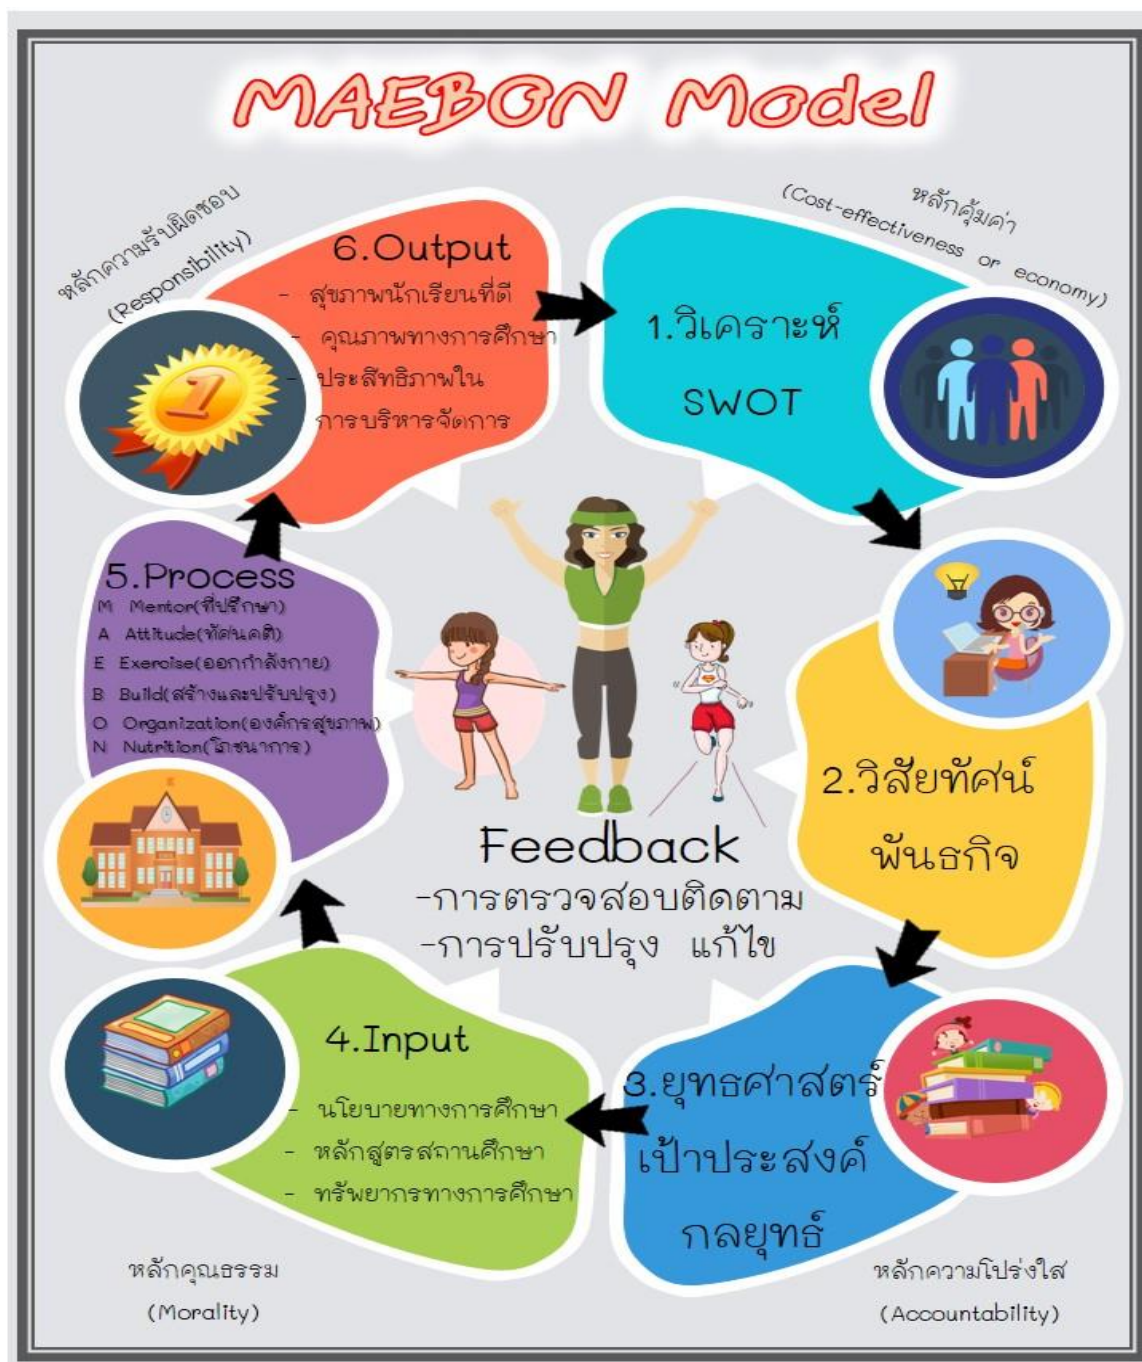 MAEBON Model
หลักความรับผิดชอบ
(Responsibility)
หลักคุ้มค่า
(Cost-effectiveness or economy)
6.Output
- สุขภาพนักเรียนที่ดี
- คุณภาพทางการศึกษา
- ประสิทธิภาพใน
การบริหารจัดการ
1.วิเคราะห์
SWOT
2.วิสัยทัศน์
พันธกิจ
3.ยุทธศาสตร์
เป้าประสงค์
กลยุทธ์
4.Input
- นโยบายทางการศึกษา
- หลักสูตรสถานศึกษา
- ทรัพยากรทางการศึกษา
5.Process
M Mentor(ที่ปรึกษา)
A Attitude(ทัศนคติ)
E Exercise(ออกกำลังกาย)
B Build(สร้างและปรับปรุง)
O Organization(องค์กรสุขภาพ)
N Nutrition(โภชนาการ)
1
Feedback
-การตรวจสอบติดตาม
-การปรับปรุง แก้ไข
หลักคุณธรรม
(Morality)
หลักความโปร่งใส
(Accountability)